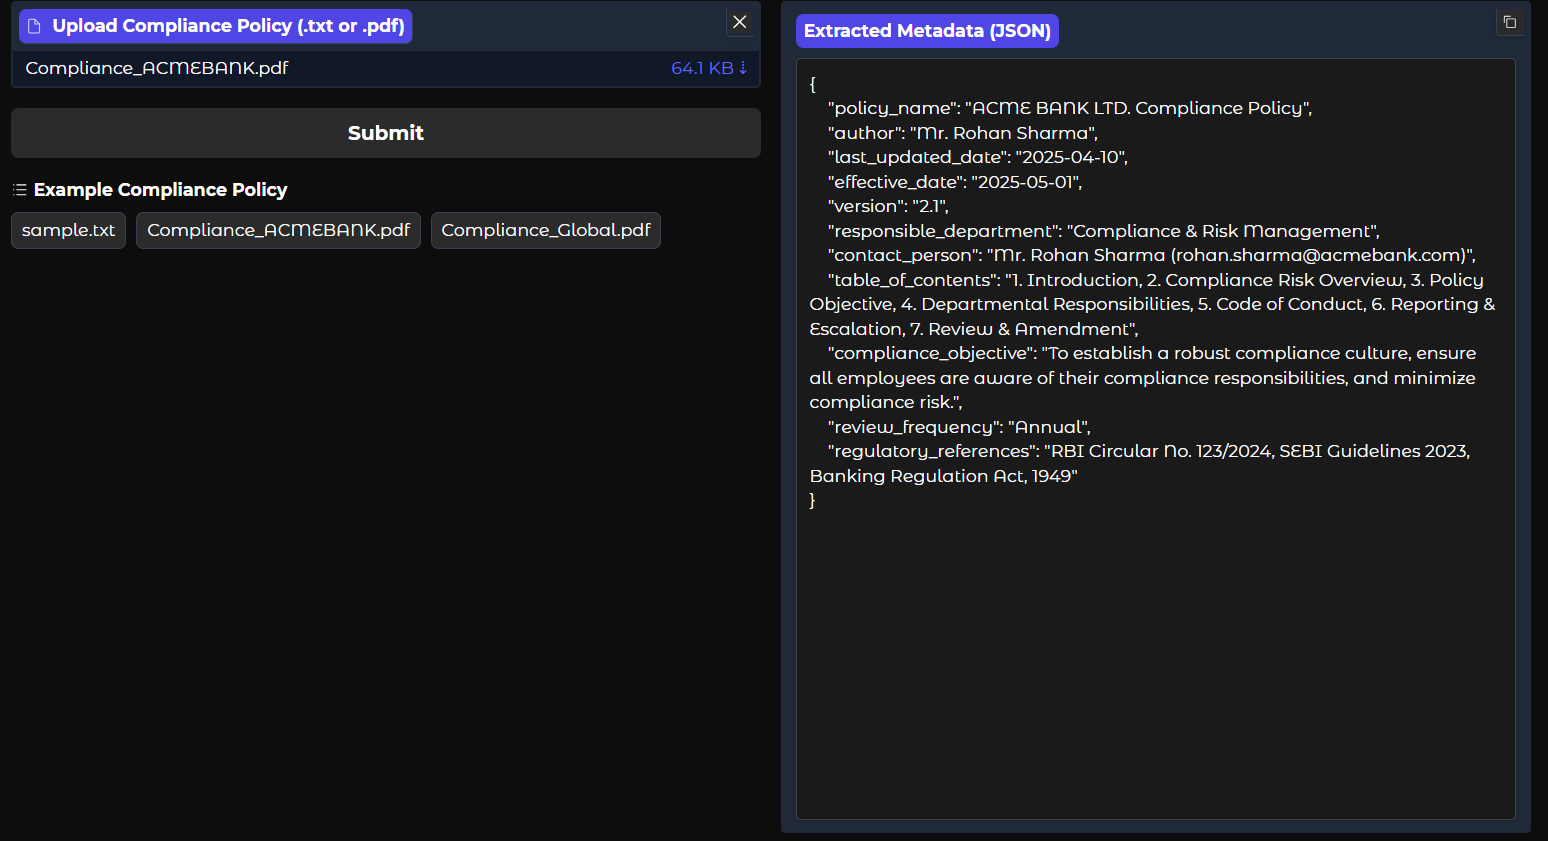 Upload Compliance Policy (.txt or .pdf)
Compliance_ACMEBANK.pdf 64.1 KB ⇣
Submit
Example Compliance Policy
sample.txt Compliance_ACMEBANK.pdf Compliance_Global.pdf
Extracted Metadata (JSON)
{
"policy_name": "ACME BANK LTD. Compliance Policy",
"author": "Mr. Rohan Sharma",
"last_updated_date": "2025-04-10",
"effective_date": "2025-05-01",
"version": "2.1",
"responsible_department": "Compliance & Risk Management",
"contact_person": "Mr. Rohan Sharma (rohan.sharma@acmebank.com)",
"table_of_contents": "1. Introduction, 2. Compliance Risk Overview, 3. Policy
Objective, 4. Departmental Responsibilities, 5. Code of Conduct, 6. Reporting &
Escalation, 7. Review & Amendment",
"compliance_objective": "To establish a robust compliance culture, ensure
all employees are aware of their compliance responsibilities, and minimize
compliance risk.",
"review_frequency": "Annual",
"regulatory_references": "RBI Circular No. 123/2024, SEBI Guidelines 2023,
Banking Regulation Act, 1949"
}